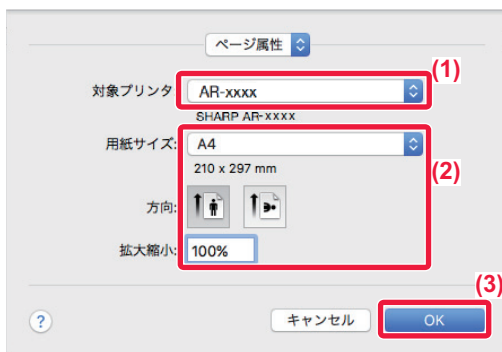 ページ属性
(1)
対象プリンタ: AR-xxxx
SHARP AR-xxxx
用紙サイズ: A4
210 x 297 mm
(2)
方向:
拡大縮小: 100%
(3)
? キャンセル OK